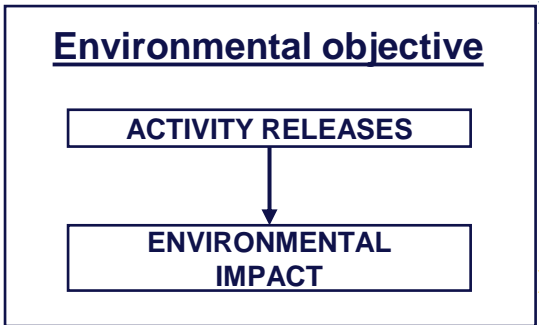 Environmental objective
ACTIVITY RELEASES
ENVIRONMENTAL
IMPACT